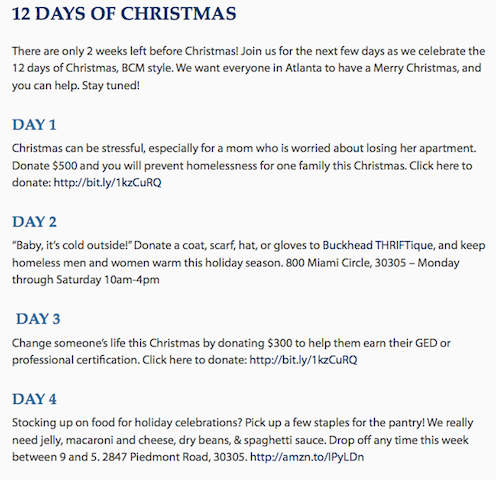 12 DAYS OF CHRISTMAS
There are only 2 weeks left before Christmas! Join us for the next few days as we celebrate the
12 days of Christmas, BCM style. We want everyone in Atlanta to have a Merry Christmas, and
you can help. Stay tuned!
DAY 1
Christmas can be stressful, especially for a mom who is worried about losing her apartment.
Donate $500 and you will prevent homelessness for one family this Christmas. Click here to
donate: http://bit.ly/1kzCuRQ
DAY 2
“Baby, it’s cold outside!” Donate a coat, scarf, hat, or gloves to Buckhead THRIFTique, and keep
homeless men and women warm this holiday season. 800 Miami Circle, 30305 – Monday
through Saturday 10am-4pm
DAY 3
Change someone’s life this Christmas by donating $300 to help them earn their GED or
professional certification. Click here to donate: http://bit.ly/1kzCuRQ
DAY 4
Stocking up on food for holiday celebrations? Pick up a few staples for the pantry! We really
need jelly, macaroni and cheese, dry beans, & spaghetti sauce. Drop off any time this week
between 9 and 5. 2847 Piedmont Road, 30305. http://amzn.to/lPyLDn